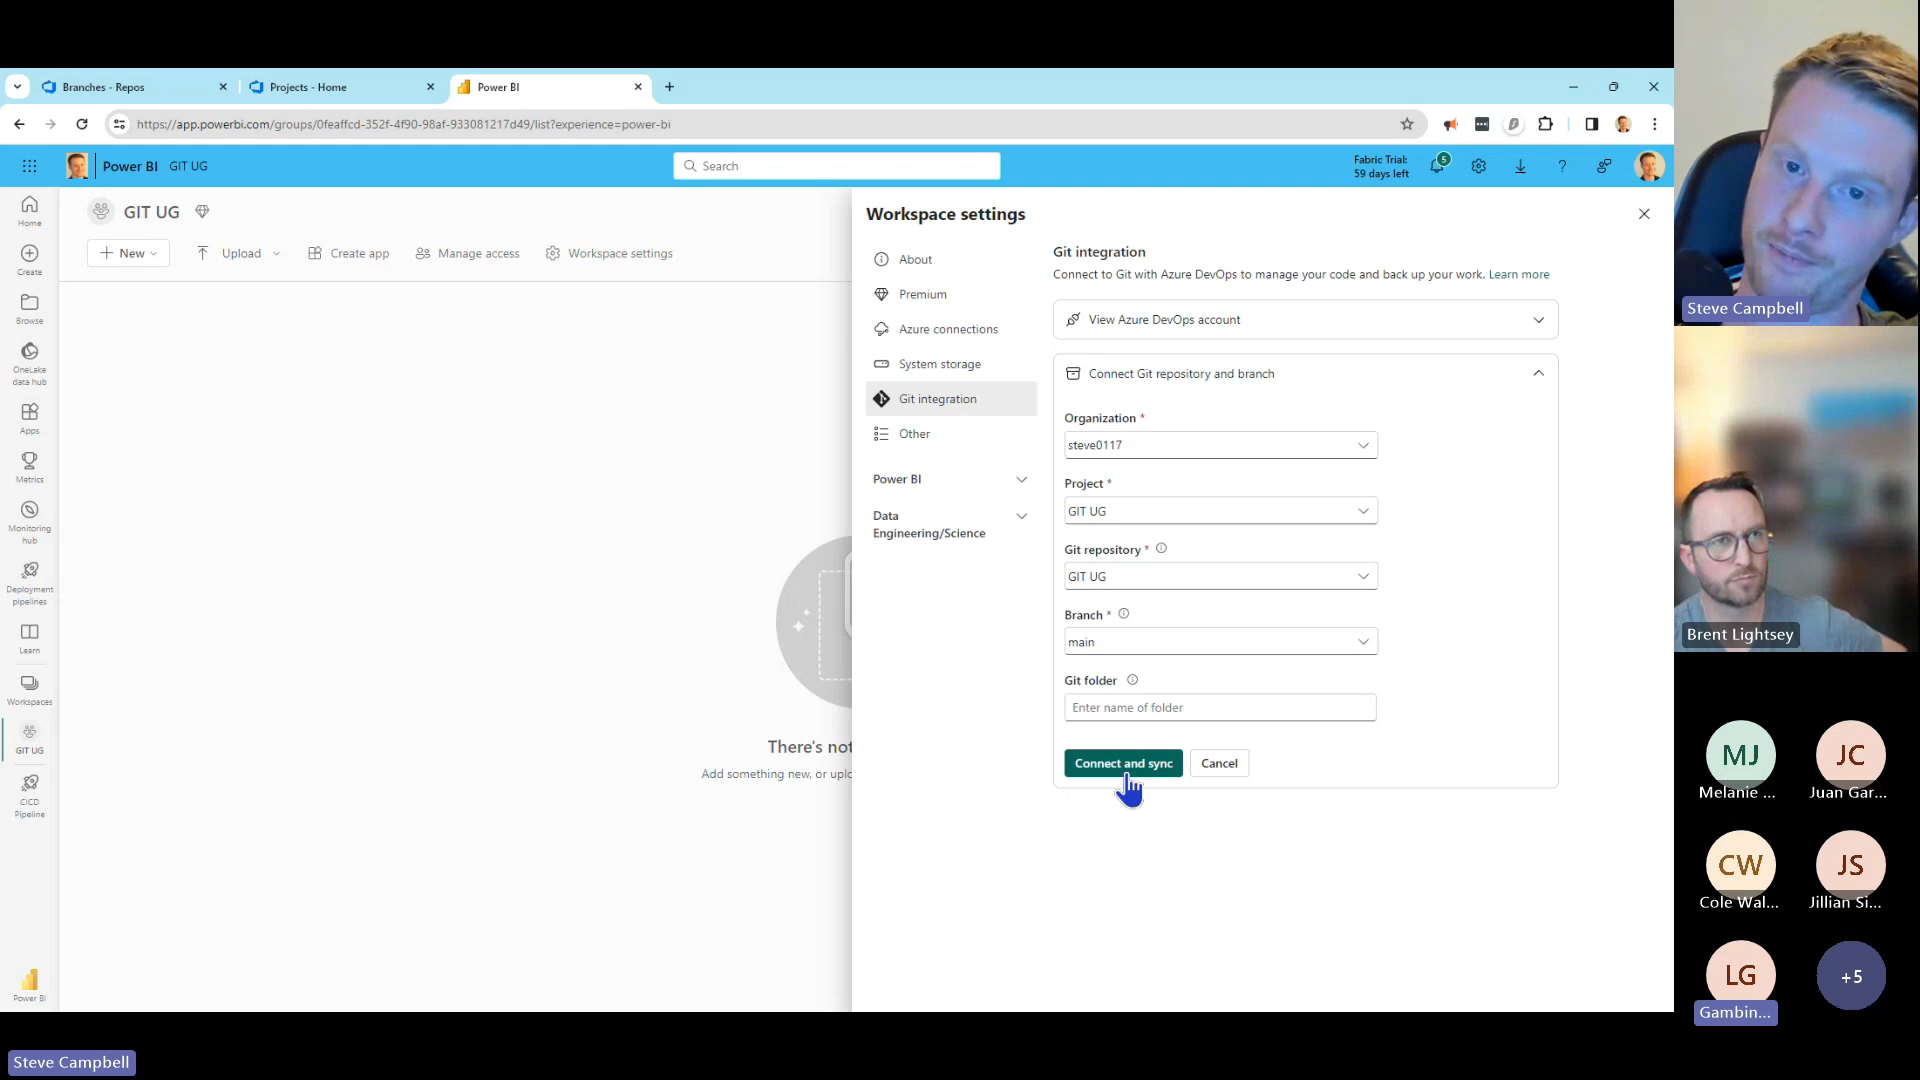 Branches - Repos
Projects - Home
Power BI
https://app.powerbi.com/groups/0feaffcd-352f-4f90-98af-933081217d49/list?experience=power-bi
Power BI GIT UG
Search
Fabric Trial:
59 days left
5
Home
Create
Browse
OneLake
data hub
Apps
Metrics
Monitoring
hub
Deployment
pipelines
Learn
Workspaces
GIT UG
CICD
Pipeline
Power BI
GIT UG
New
Upload
Create app
Manage access
Workspace settings
There's not
Add something new, or uplo
Workspace settings
About
Premium
Azure connections
System storage
Git integration
Other
Power BI
Data
Engineering/Science
Git integration
Connect to Git with Azure DevOps to manage your code and back up your work. Learn more
View Azure DevOps account
Connect Git repository and branch
Organization *
steve0117
Project *
GIT UG
Git repository *
GIT UG
Branch *
main
Git folder
Enter name of folder
Connect and sync
Cancel
Steve Campbell
Brent Lightsey
MJ
Melanie ...
JC
Juan Gar...
CW
Cole Wal...
JS
Jillian Si...
LG
Gambin...
+5
Steve Campbell